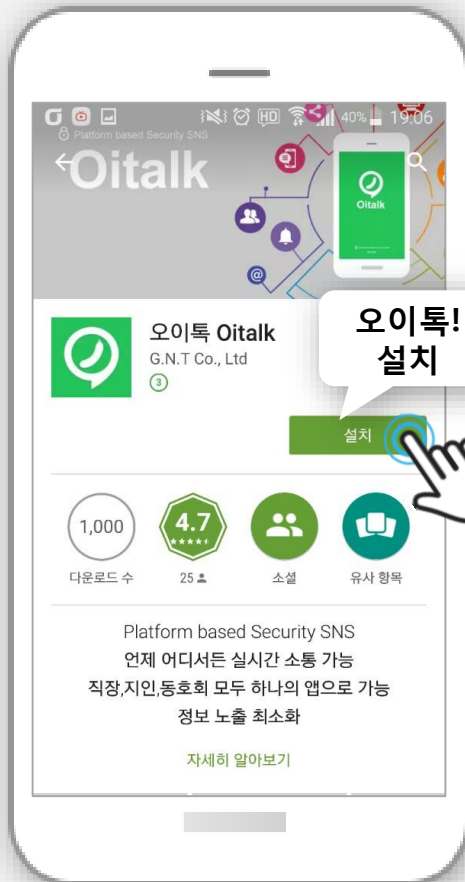 HD 40% 19:06
Platform based Security SNS
Oitalk
Oitalk
@
오이톡 Oitalk
G.N.T Co., Ltd
3
오이톡!
설치
설치
1,000
4.7
다운로드 수
25
소셜
유사 항목
Platform based Security SNS
언제 어디서든 실시간 소통 가능
직장,지인,동호회 모두 하나의 앱으로 가능
정보 노출 최소화
자세히 알아보기